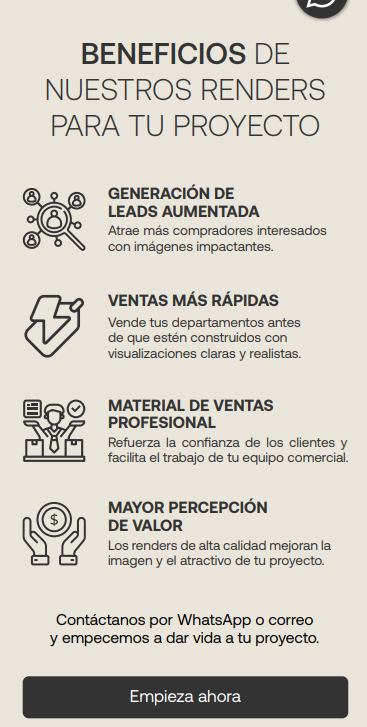 BENEFICIOS DE
NUESTROS RENDERS
PARA TU PROYECTO
GENERACIÓN DE
LEADS AUMENTADA
Atrae más compradores interesados
con imágenes impactantes.
VENTAS MÁS RÁPIDAS
Vende tus departamentos antes
de que estén construidos con
visualizaciones claras y realistas.
MATERIAL DE VENTAS
PROFESIONAL
Refuerza la confianza de los clientes y
facilita el trabajo de tu equipo comercial.
$
MAYOR PERCEPCIÓN
DE VALOR
Los renders de alta calidad mejoran la
imagen y el atractivo de tu proyecto.
Contáctanos por WhatsApp o correo
y empecemos a dar vida a tu proyecto.
Empieza ahora